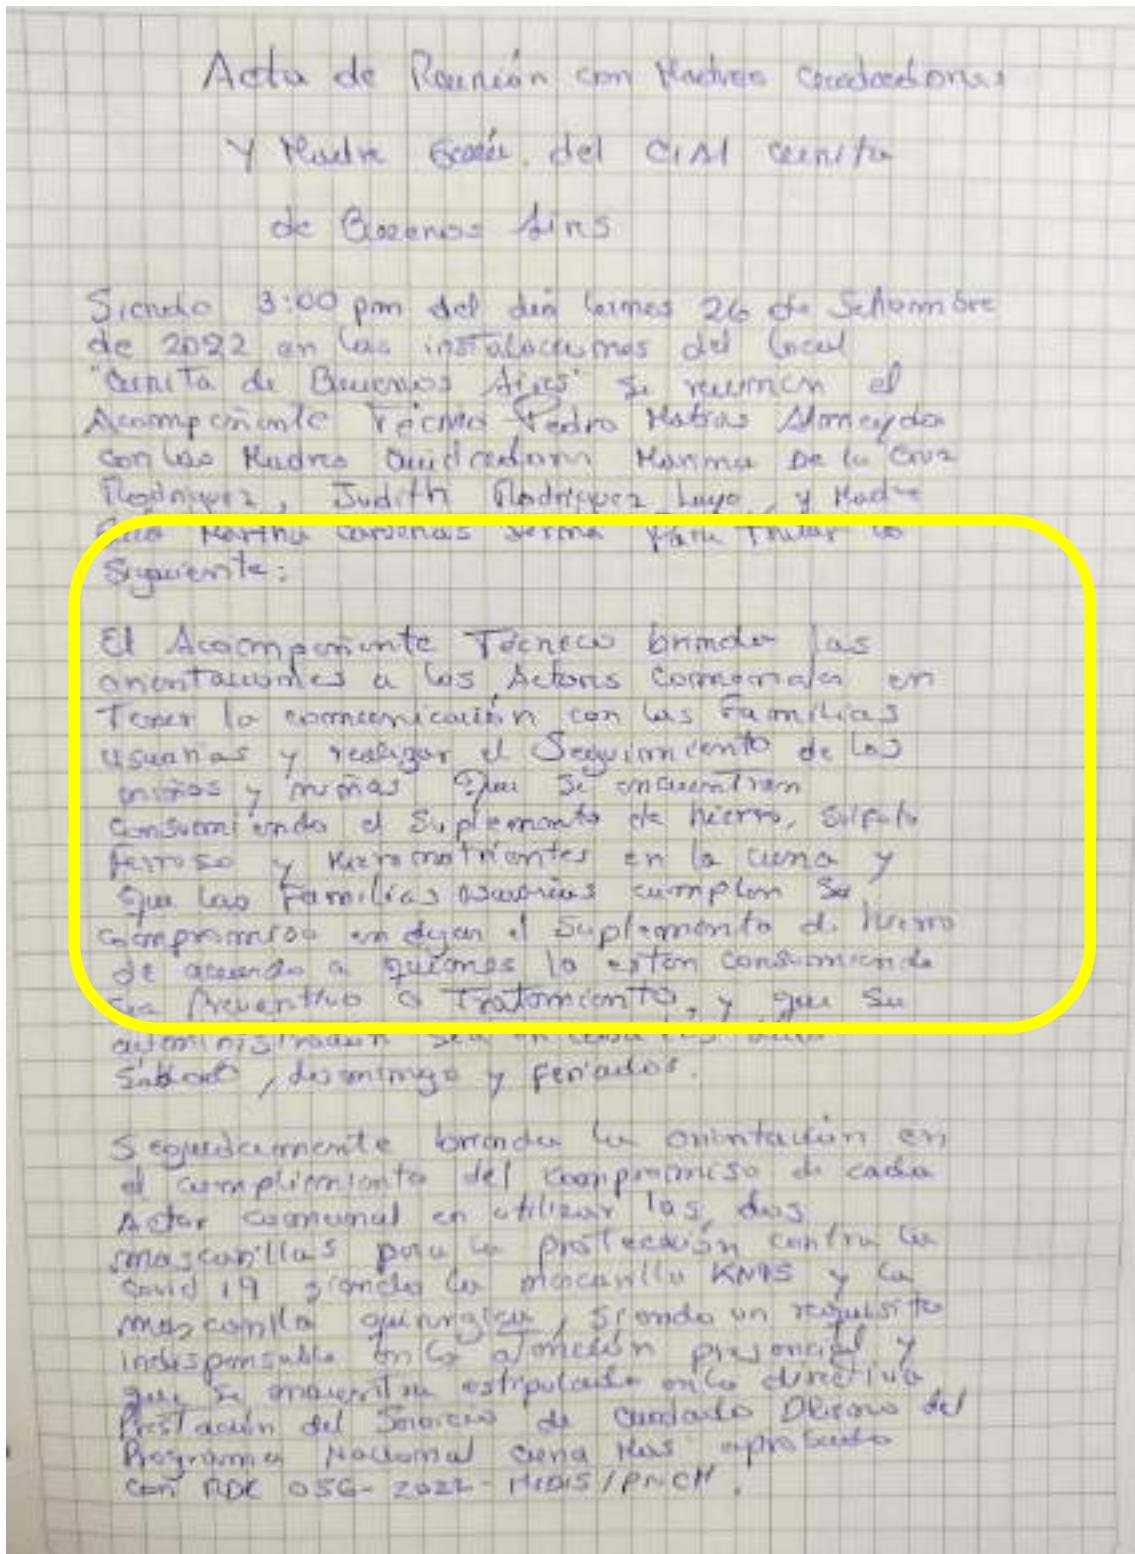 Acta de Reunión con Madres Cuidadoras
Y Madre Guía. del CIAI Cunita
de Buenos Aires
Siendo 3:00 pm del día lunes 26 de Setiembre
de 2022 en las instalaciones del local
"Cunita de Buenos Aires" se reunen el
Acompañante Técnico Pedro Matias Almeyda
con las Madres Cuidadora Marina De la Cruz
Rodriguez, Judith Rodriguez Luyo, y Madre
Guía Martha Cardenas Serna Para Tratar lo
Siguiente:
El Acompañante Técnico brinda las
orientaciones a los Actores Comunales en
Tener la comunicación con las Familias
usuarias y realizar el Seguimiento de los
niños y niñas Que se encuentran
Consumiendo el Suplemento de hierro, Sulfato
ferroso y Micronutrientes en la cuna y
Que las Familias usuarias cumplan su
compromiso en dejar el Suplemento de hierro
de acuerdo a quienes lo estan Consumiendo
sea Preventivo o Tratamiento, y que su
administración sea en casa los días
Sábado, domingo y feriados.
Seguidamente brinda la orientación en
el cumplimiento del compromiso de cada
Actor comunal en utilizar las dos
mascarillas para la protección contra la
Covid 19 siendo la mascarilla KN95 y la
mascarilla quirurgica, siendo un requisito
indispensable en la atención presencial y
que se encuentra estipulado en la directiva
Prestación del Servicio de Cuidado Diurno del
Programa Nacional Cuna Mas aprobado
con RDE 056-2022-MIDIS/PNCM.